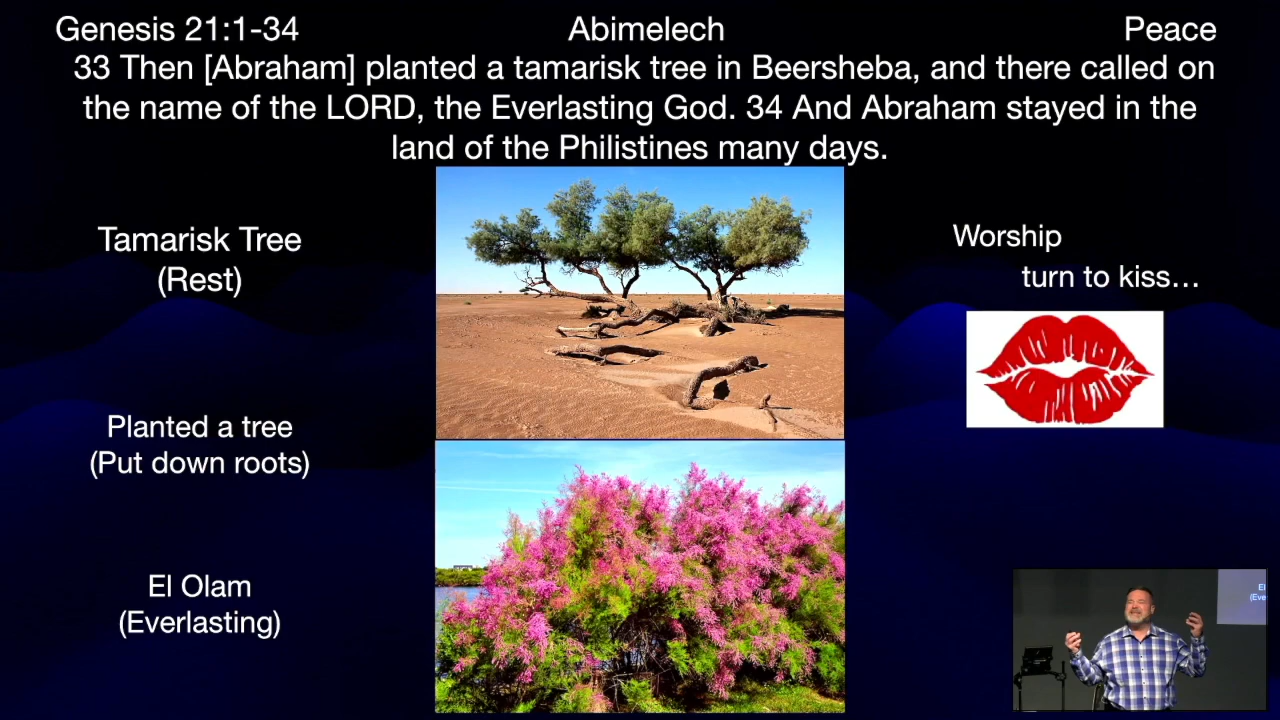 Genesis 21:1-34 Abimelech Peace
33 Then [Abraham] planted a tamarisk tree in Beersheba, and there called on
the name of the LORD, the Everlasting God. 34 And Abraham stayed in the
land of the Philistines many days.
Tamarisk Tree
(Rest)
Worship
turn to kiss…
Planted a tree
(Put down roots)
El Olam
(Everlasting)
El
(Eve